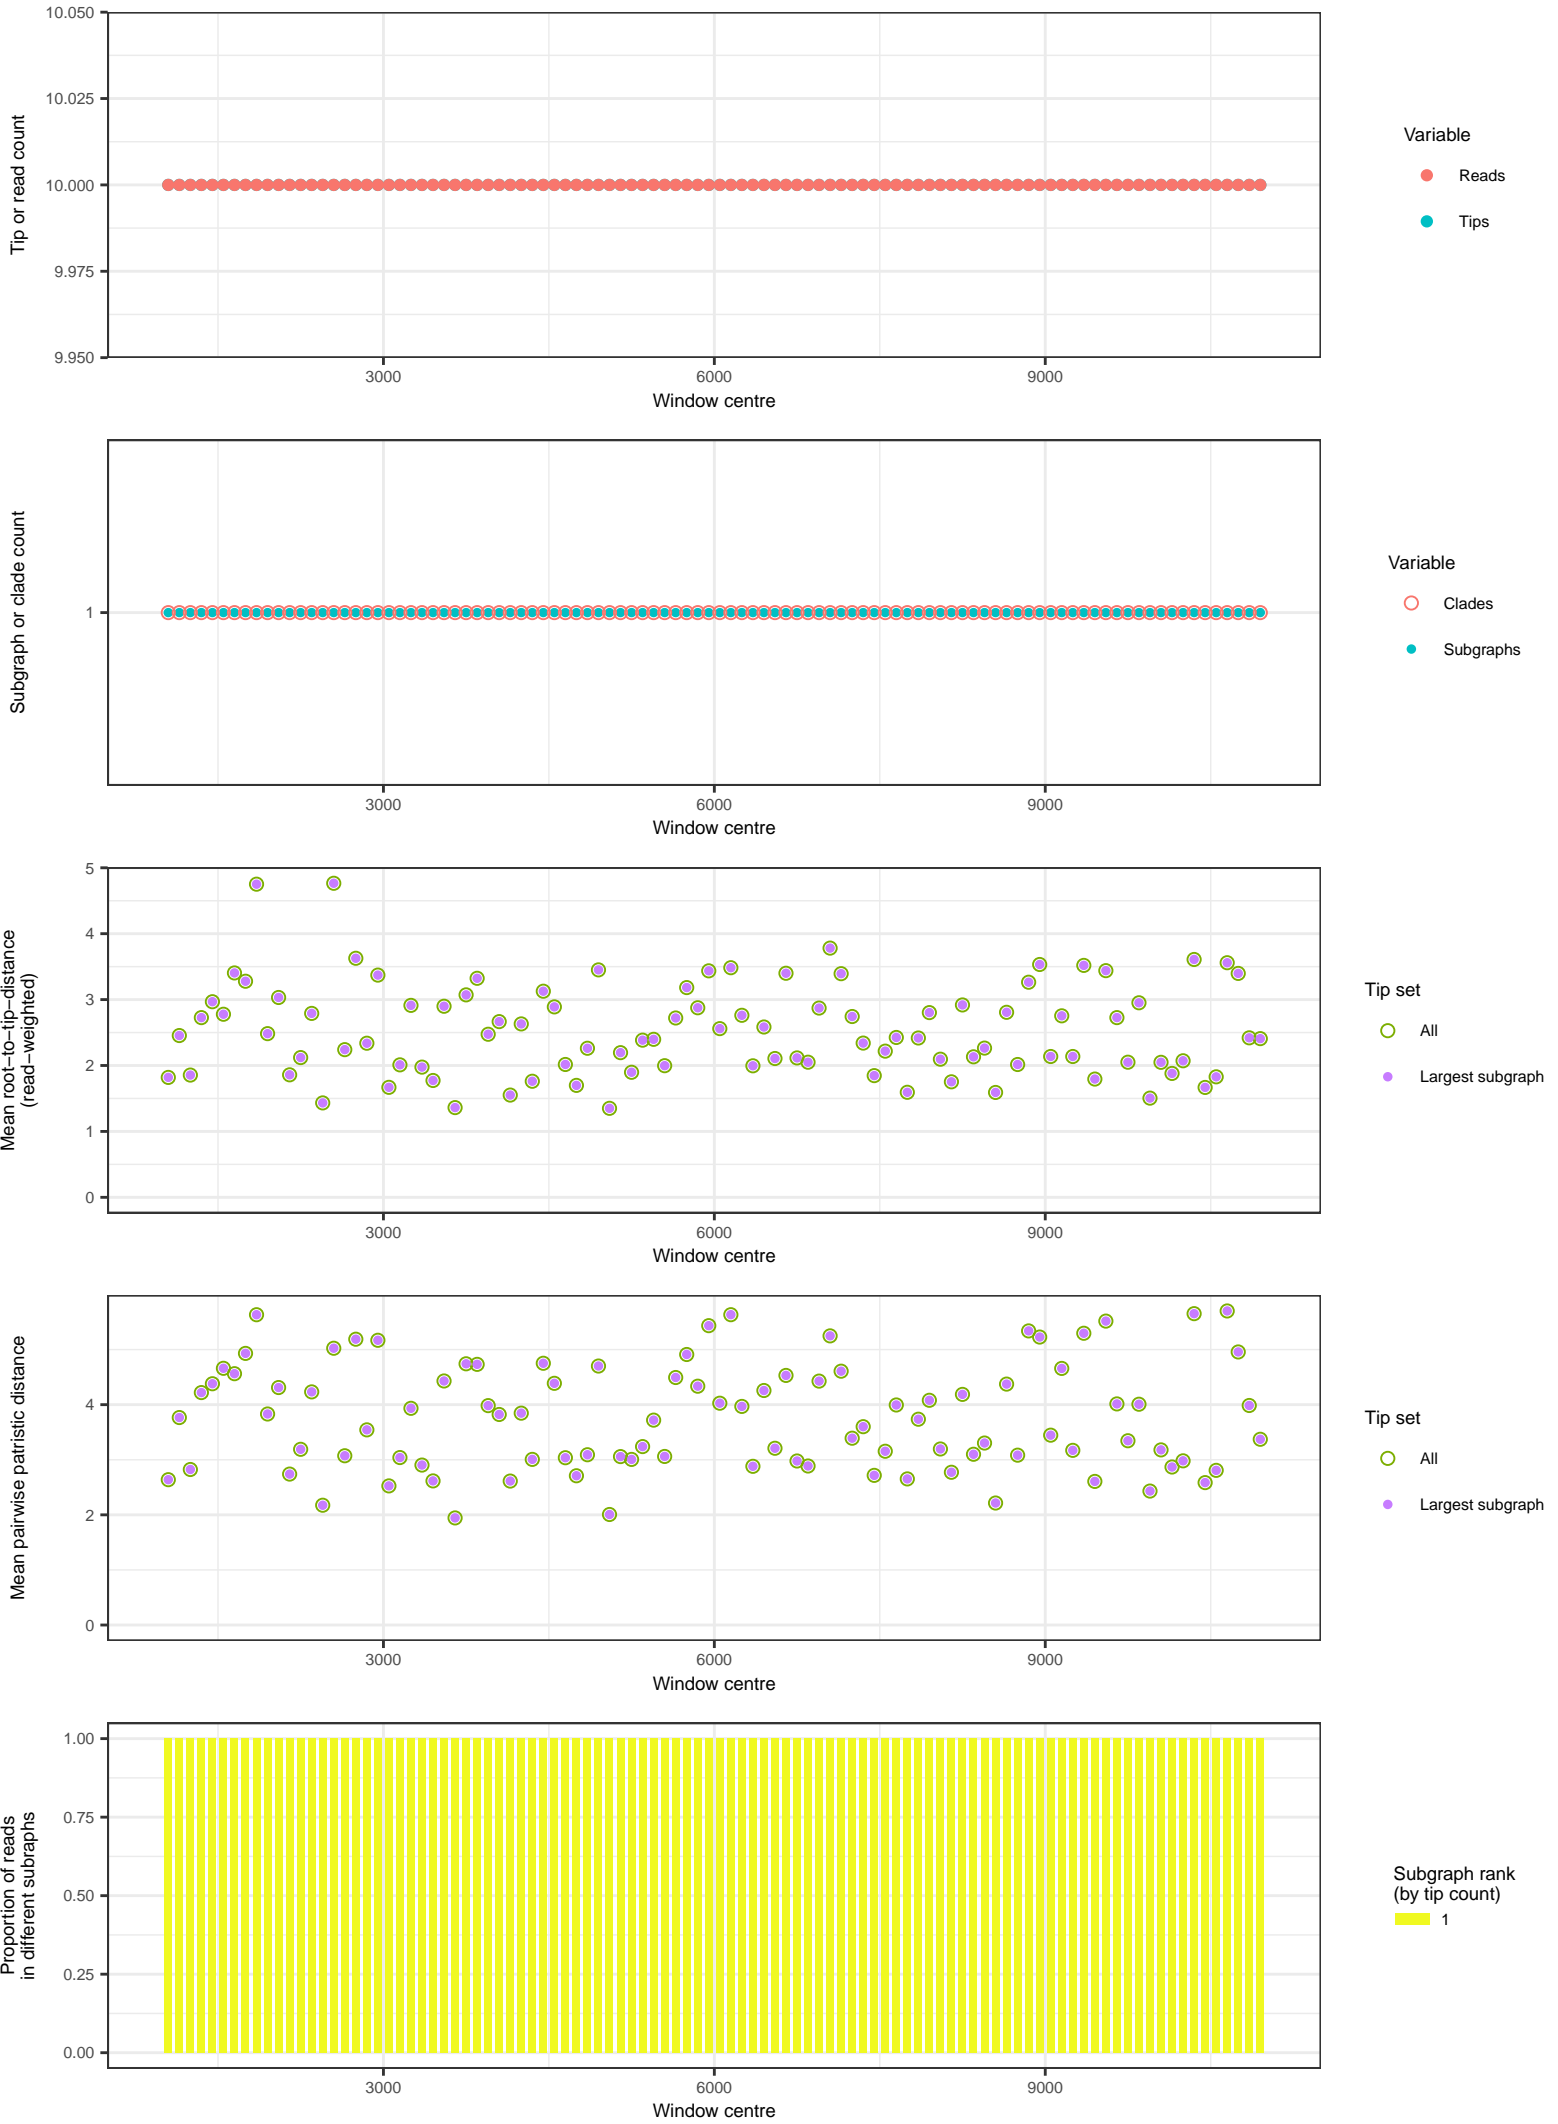 10.050
10.025
10.000
9.975
9.950
Tip or read count
3000
6000
9000
Window centre
Variable
Reads
Tips
1
Subgraph or clade count
3000
6000
9000
Window centre
Variable
Clades
Subgraphs
5
4
3
2
1
0
Mean root−to−tip−distance
(read−weighted)
3000
6000
9000
Window centre
Tip set
All
Largest subgraph
4
2
0
Mean pairwise patristic distance
3000
6000
9000
Window centre
Tip set
All
Largest subgraph
1.00
0.75
0.50
0.25
0.00
Proportion of reads
in different subraphs
3000
6000
9000
Window centre
Subgraph rank
(by tip count)
1